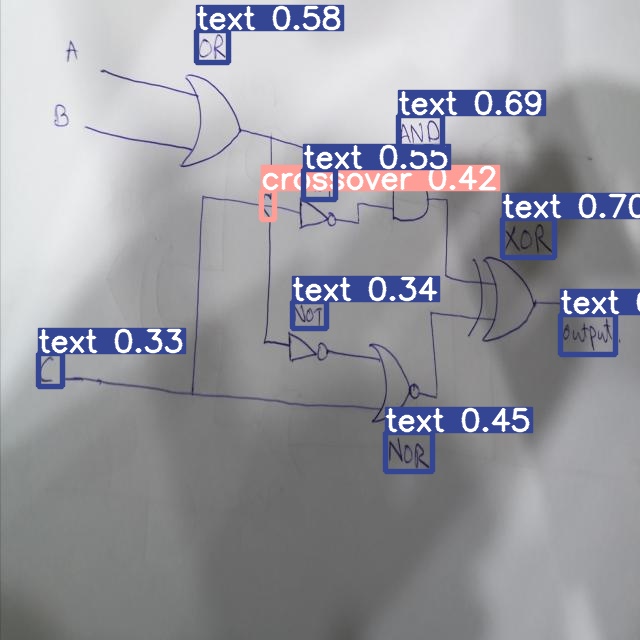 text 0.58
OR
A
text 0.69
B
AND
text 0.55
crossover 0.42
text 0.70
XOR
text 0.34
NOT
text
output
text 0.33
C
text 0.45
NOR